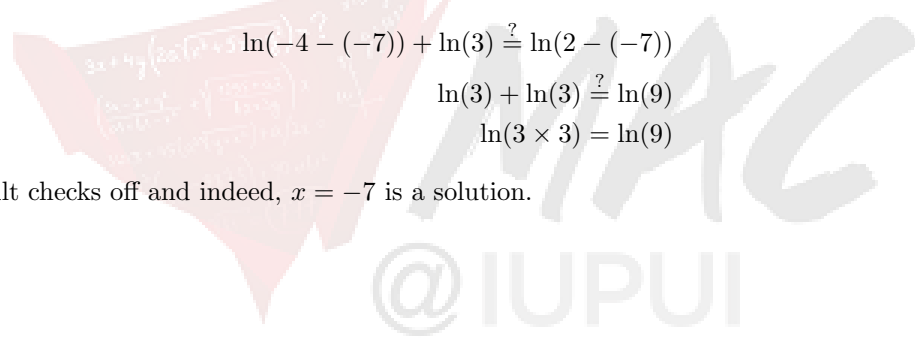 ln(−4 − (−7)) + ln(3) ≟ ln(2 − (−7))
ln(3) + ln(3) ≟ ln(9)
ln(3 × 3) = ln(9)
lt checks off and indeed, x = −7 is a solution.
MAC
@IUPUI